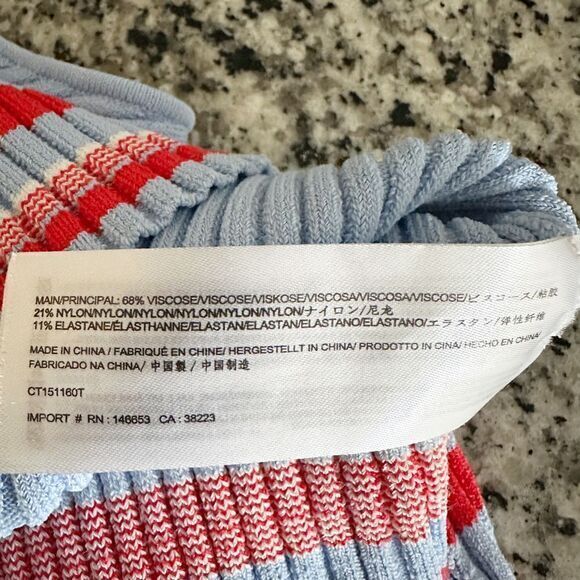 MAIN/PRINCIPAL: 68% VISCOSE/VISCOSE/VISKOSE/VISCOSA/VISCOSA/VISCOSE/ビスコース/粘胶
21% NYLON/NYLON/NYLON/NYLON/NYLON/NYLON/ナイロン/尼龙
11% ELASTANE/ÉLASTHANNE/ELASTAN/ELASTAN/ELASTANO/ELASTANO/エラスタン/弹性纤维
MADE IN CHINA / FABRIQUÉ EN CHINE/ HERGESTELLT IN CHINA/ PRODOTTO IN CINA/ HECHO EN CHINA/
FABRICADO NA CHINA/ 中国製 / 中国制造
CT151160T
IMPORT # RN : 146653 CA : 38223